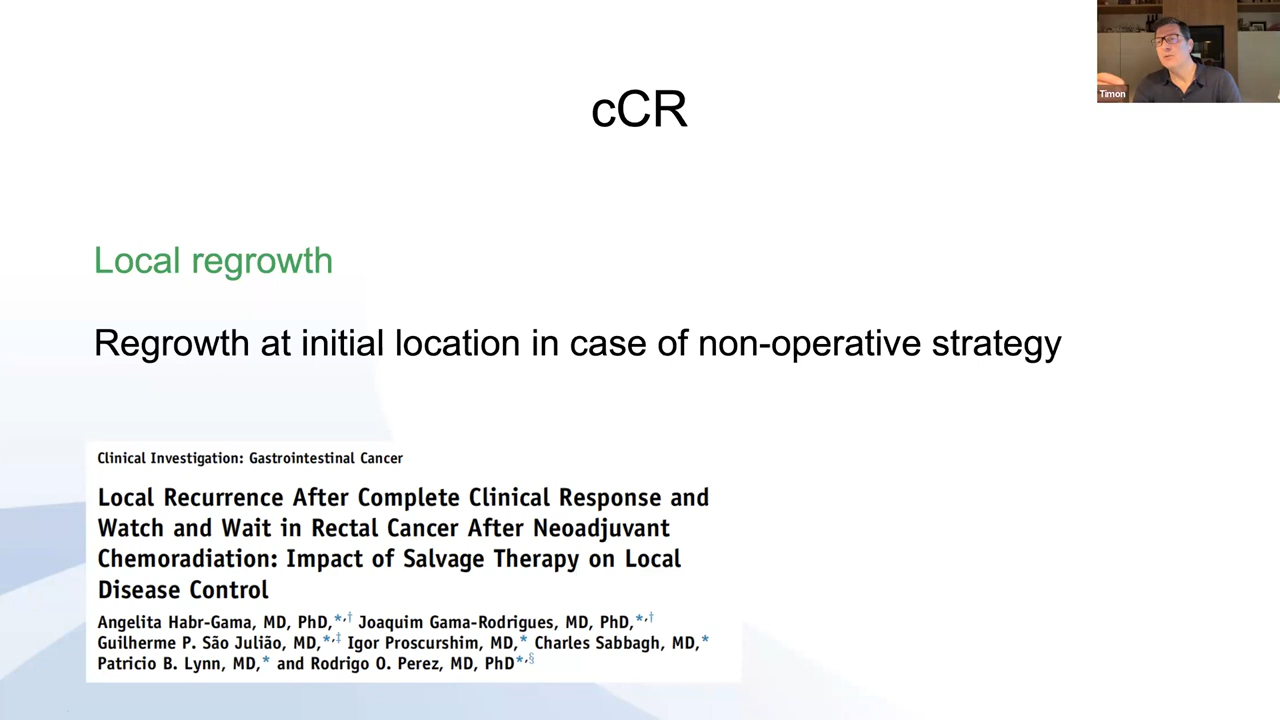 cCR
Timon
Local regrowth
Regrowth at initial location in case of non-operative strategy
Clinical Investigation: Gastrointestinal Cancer
Local Recurrence After Complete Clinical Response and
Watch and Wait in Rectal Cancer After Neoadjuvant
Chemoradiation: Impact of Salvage Therapy on Local
Disease Control
Angelita Habr-Gama, MD, PhD,*,† Joaquim Gama-Rodrigues, MD, PhD,*,†
Guilherme P. São Julião, MD,*,‡ Igor Proscurshim, MD,* Charles Sabbagh, MD,*
Patricio B. Lynn, MD,* and Rodrigo O. Perez, MD, PhD*,§